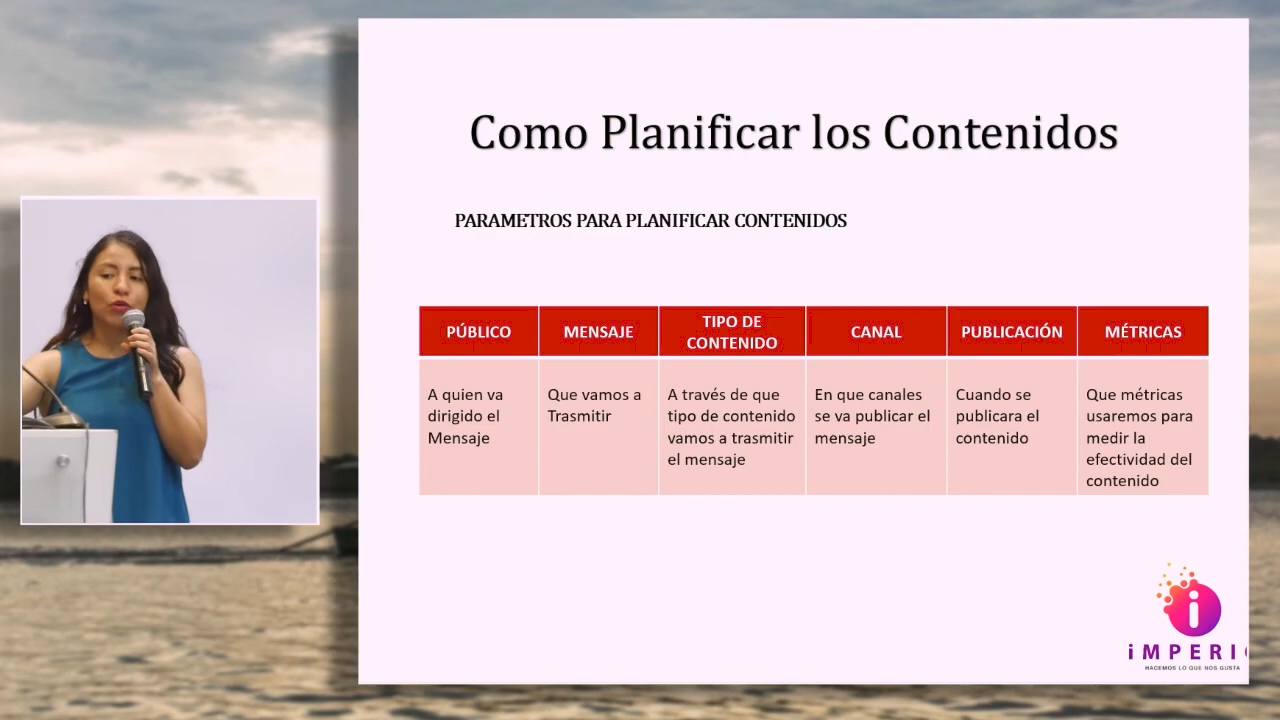 Como Planificar los Contenidos
PARAMETROS PARA PLANIFICAR CONTENIDOS
PÚBLICO
MENSAJE
TIPO DE
CONTENIDO
CANAL
PUBLICACIÓN
MÉTRICAS
A quien va
dirigido el
Mensaje
Que vamos a
Trasmitir
A través de que
tipo de contenido
vamos a trasmitir
el mensaje
En que canales
se va publicar el
mensaje
Cuando se
publicara el
contenido
Que métricas
usaremos para
medir la
efectividad del
contenido
i
iMPERI
HACEMOS LO QUE NOS GUSTA